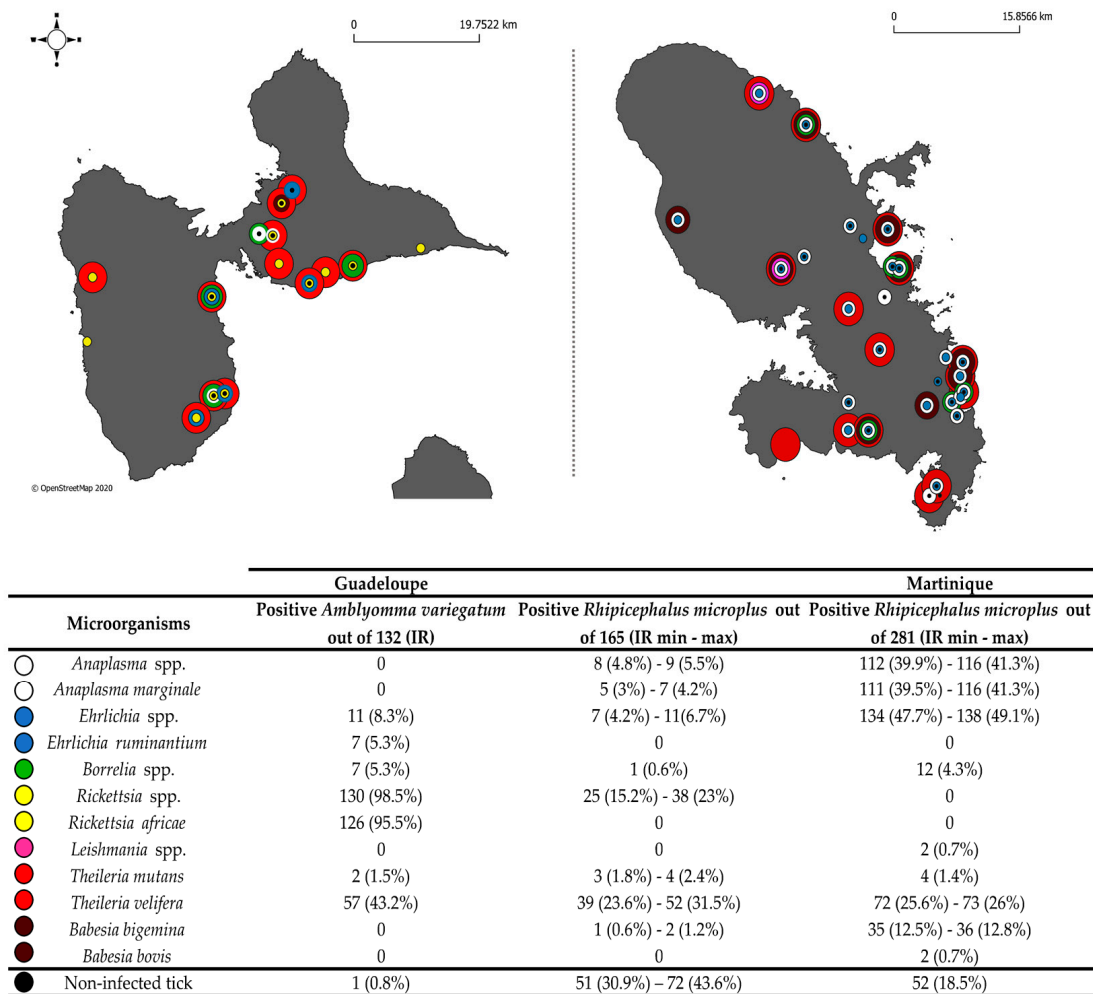 N
W E
S
0 19.7522 km
0 15.8566 km
© OpenStreetMap 2020
Guadeloupe Martinique
Microorganisms Positive Amblyomma variegatum out of 132 (IR) Positive Rhipicephalus microplus out of 165 (IR min - max) Positive Rhipicephalus microplus out of 281 (IR min - max)
Anaplasma spp. 0 8 (4.8%) - 9 (5.5%) 112 (39.9%) - 116 (41.3%)
Anaplasma marginale 0 5 (3%) - 7 (4.2%) 111 (39.5%) - 116 (41.3%)
Ehrlichia spp. 11 (8.3%) 7 (4.2%) - 11(6.7%) 134 (47.7%) - 138 (49.1%)
Ehrlichia ruminantium 7 (5.3%) 0 0
Borrelia spp. 7 (5.3%) 1 (0.6%) 12 (4.3%)
Rickettsia spp. 130 (98.5%) 25 (15.2%) - 38 (23%) 0
Rickettsia africae 126 (95.5%) 0 0
Leishmania spp. 0 0 2 (0.7%)
Theileria mutans 2 (1.5%) 3 (1.8%) - 4 (2.4%) 4 (1.4%)
Theileria velifera 57 (43.2%) 39 (23.6%) - 52 (31.5%) 72 (25.6%) - 73 (26%)
Babesia bigemina 0 1 (0.6%) - 2 (1.2%) 35 (12.5%) - 36 (12.8%)
Babesia bovis 0 0 2 (0.7%)
Non-infected tick 1 (0.8%) 51 (30.9%) – 72 (43.6%) 52 (18.5%)